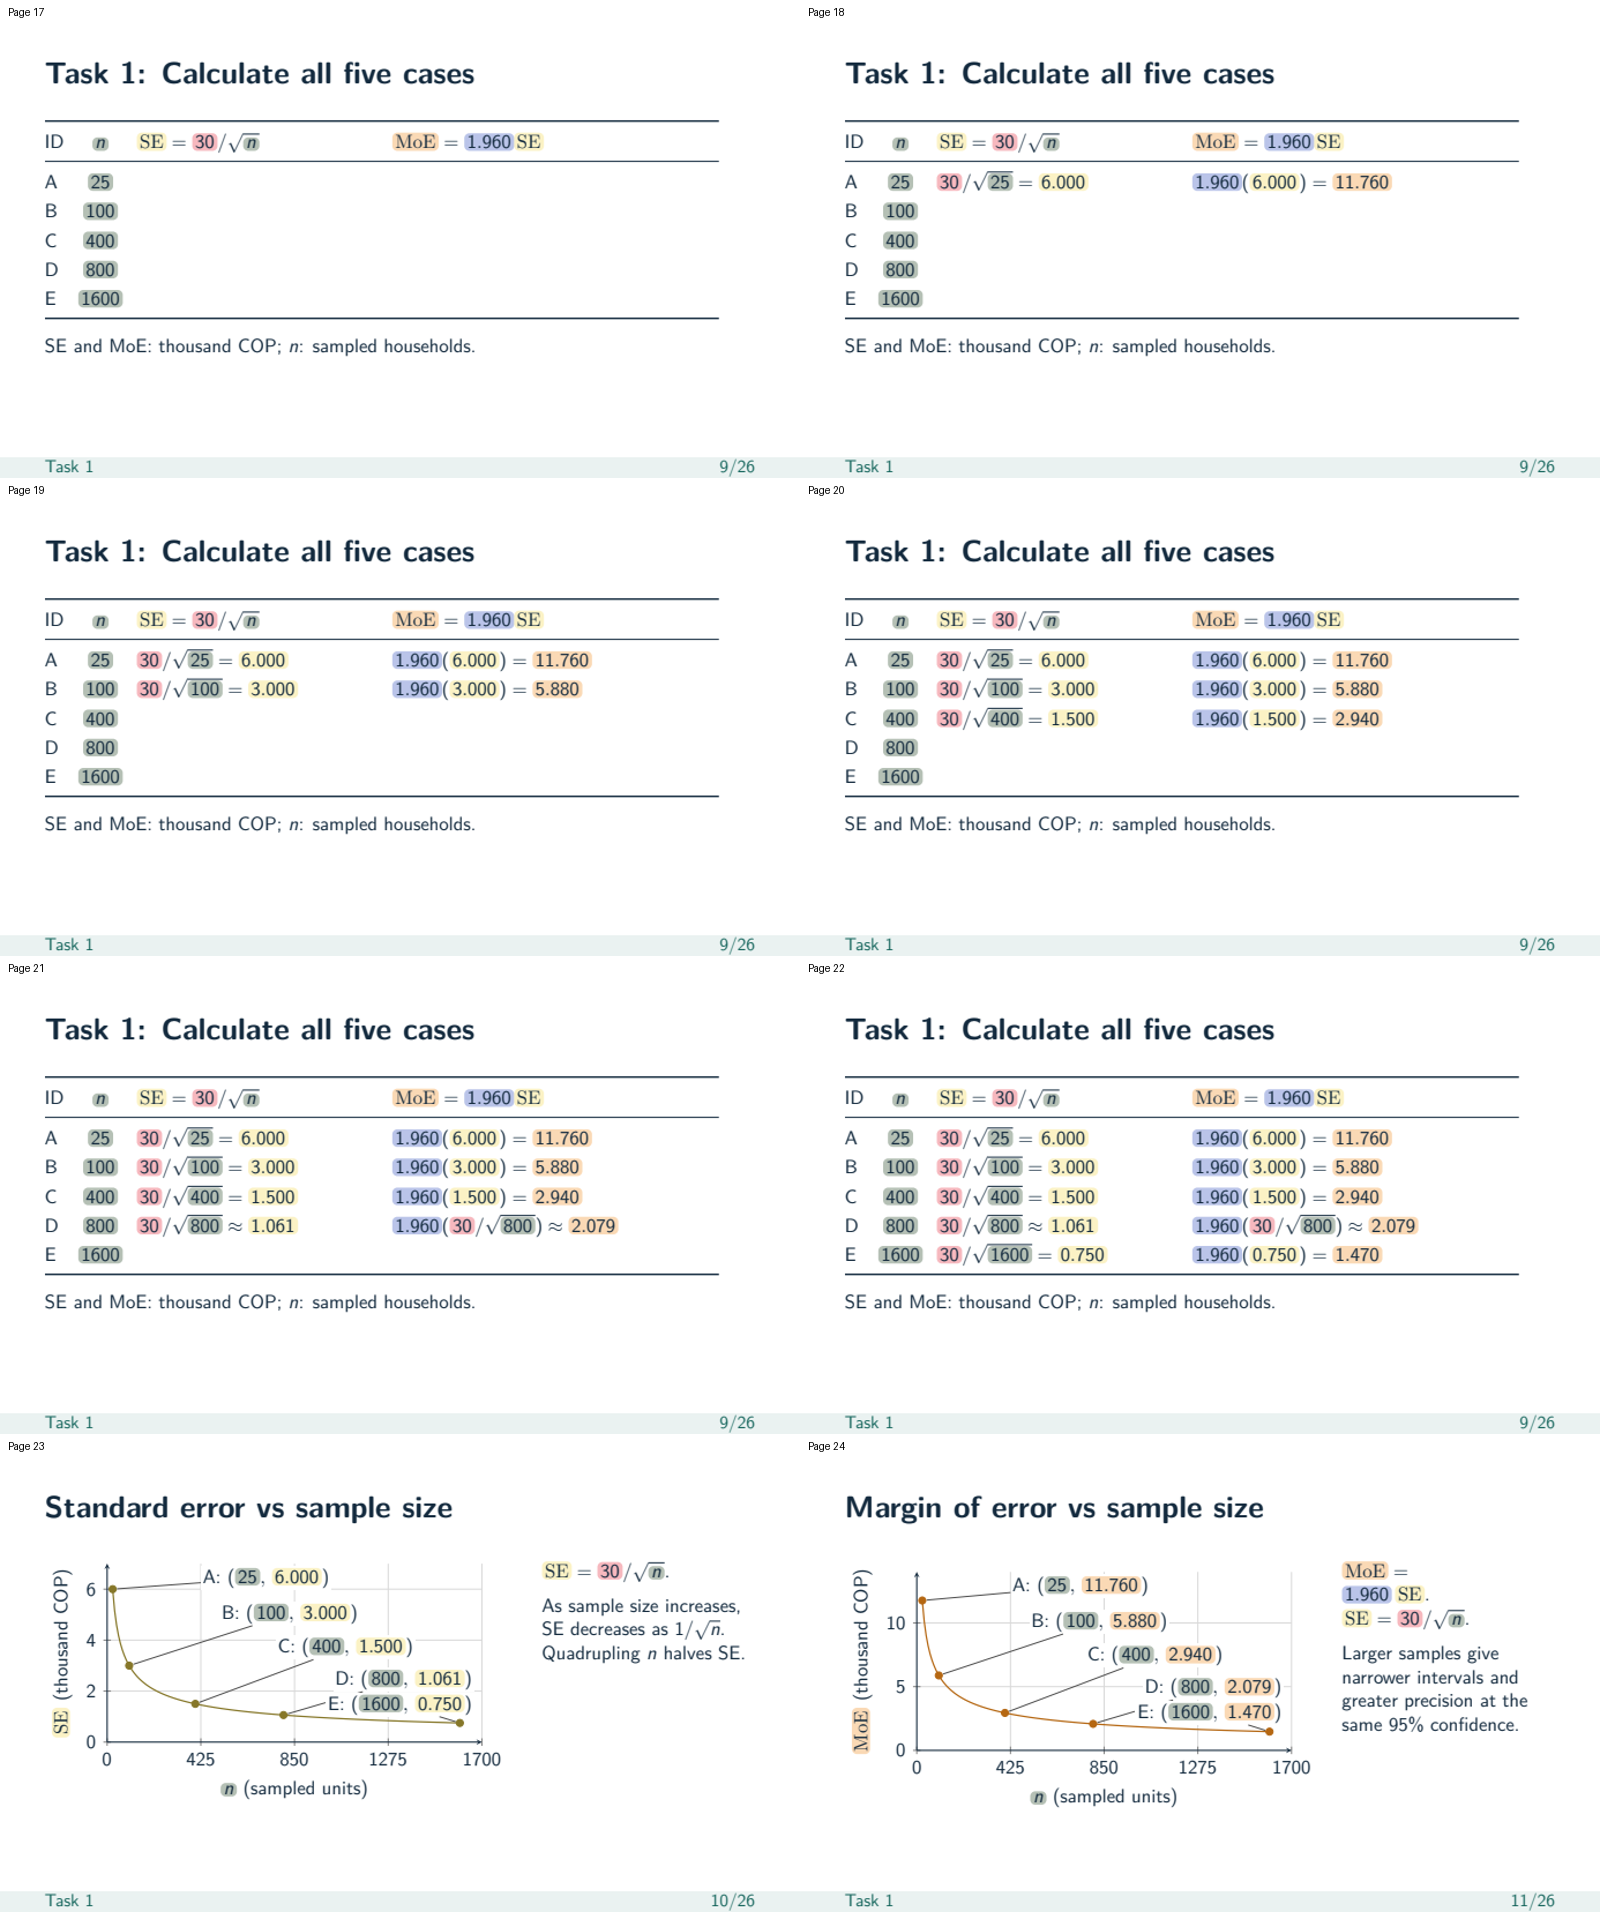 Page 17
Task 1: Calculate all five cases
ID n SE = 30/√n MoE = 1.960 SE
A 25
B 100
C 400
D 800
E 1600
SE and MoE: thousand COP; n: sampled households.
Task 1 9/26
Page 18
Task 1: Calculate all five cases
ID n SE = 30/√n MoE = 1.960 SE
A 25 30/√25 = 6.000 1.960(6.000) = 11.760
B 100
C 400
D 800
E 1600
SE and MoE: thousand COP; n: sampled households.
Task 1 9/26
Page 19
Task 1: Calculate all five cases
ID n SE = 30/√n MoE = 1.960 SE
A 25 30/√25 = 6.000 1.960(6.000) = 11.760
B 100 30/√100 = 3.000 1.960(3.000) = 5.880
C 400
D 800
E 1600
SE and MoE: thousand COP; n: sampled households.
Task 1 9/26
Page 20
Task 1: Calculate all five cases
ID n SE = 30/√n MoE = 1.960 SE
A 25 30/√25 = 6.000 1.960(6.000) = 11.760
B 100 30/√100 = 3.000 1.960(3.000) = 5.880
C 400 30/√400 = 1.500 1.960(1.500) = 2.940
D 800
E 1600
SE and MoE: thousand COP; n: sampled households.
Task 1 9/26
Page 21
Task 1: Calculate all five cases
ID n SE = 30/√n MoE = 1.960 SE
A 25 30/√25 = 6.000 1.960(6.000) = 11.760
B 100 30/√100 = 3.000 1.960(3.000) = 5.880
C 400 30/√400 = 1.500 1.960(1.500) = 2.940
D 800 30/√800 ≈ 1.061 1.960(30/√800) ≈ 2.079
E 1600
SE and MoE: thousand COP; n: sampled households.
Task 1 9/26
Page 22
Task 1: Calculate all five cases
ID n SE = 30/√n MoE = 1.960 SE
A 25 30/√25 = 6.000 1.960(6.000) = 11.760
B 100 30/√100 = 3.000 1.960(3.000) = 5.880
C 400 30/√400 = 1.500 1.960(1.500) = 2.940
D 800 30/√800 ≈ 1.061 1.960(30/√800) ≈ 2.079
E 1600 30/√1600 = 0.750 1.960(0.750) = 1.470
SE and MoE: thousand COP; n: sampled households.
Task 1 9/26
Page 23
Standard error vs sample size
SE (thousand COP)
6
4
2
0
A: (25, 6.000)
B: (100, 3.000)
C: (400, 1.500)
D: (800, 1.061)
E: (1600, 0.750)
0 425 850 1275 1700
n (sampled units)
SE = 30/√n.
As sample size increases,
SE decreases as 1/√n.
Quadrupling n halves SE.
Task 1 10/26
Page 24
Margin of error vs sample size
MoE (thousand COP)
10
5
0
A: (25, 11.760)
B: (100, 5.880)
C: (400, 2.940)
D: (800, 2.079)
E: (1600, 1.470)
0 425 850 1275 1700
n (sampled units)
MoE =
1.960 SE.
SE = 30/√n.
Larger samples give
narrower intervals and
greater precision at the
same 95% confidence.
Task 1 11/26